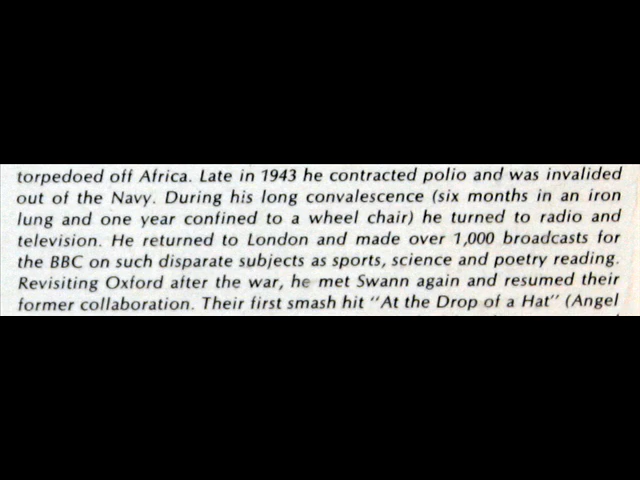 torpedoed off Africa. Late in 1943 he contracted polio and was invalided
out of the Navy. During his long convalescence (six months in an iron
lung and one year confined to a wheel chair) he turned to radio and
television. He returned to London and made over 1,000 broadcasts for
the BBC on such disparate subjects as sports, science and poetry reading.
Revisiting Oxford after the war, he met Swann again and resumed their
former collaboration. Their first smash hit "At the Drop of a Hat" (Angel